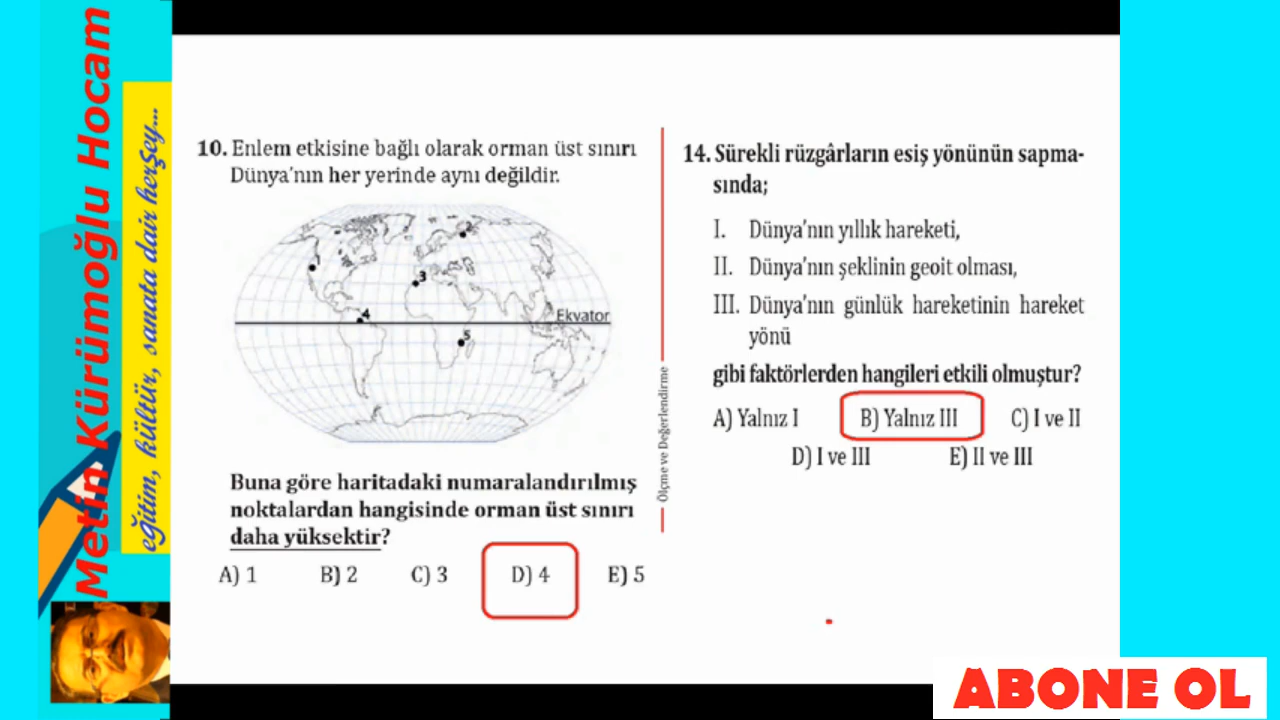 Metin Kürümoğlu Hocam
eğitim, kültür, sanata dair herşey...
10. Enlem etkisine bağlı olarak orman üst sınırı
Dünya'nın her yerinde aynı değildir.
2
3
4
Ekvator
5
Buna göre haritadaki numaralandırılmış
noktalardan hangisinde orman üst sınırı
daha yüksektir?
A) 1 B) 2 C) 3 D) 4 E) 5
Ölçme ve Değerlendirme
14. Sürekli rüzgârların esiş yönünün sapma-
sında;
I. Dünya'nın yıllık hareketi,
II. Dünya'nın şeklinin geoit olması,
III. Dünya'nın günlük hareketinin hareket
yönü
gibi faktörlerden hangileri etkili olmuştur?
A) Yalnız I B) Yalnız III C) I ve II
D) I ve III E) II ve III
ABONE OL